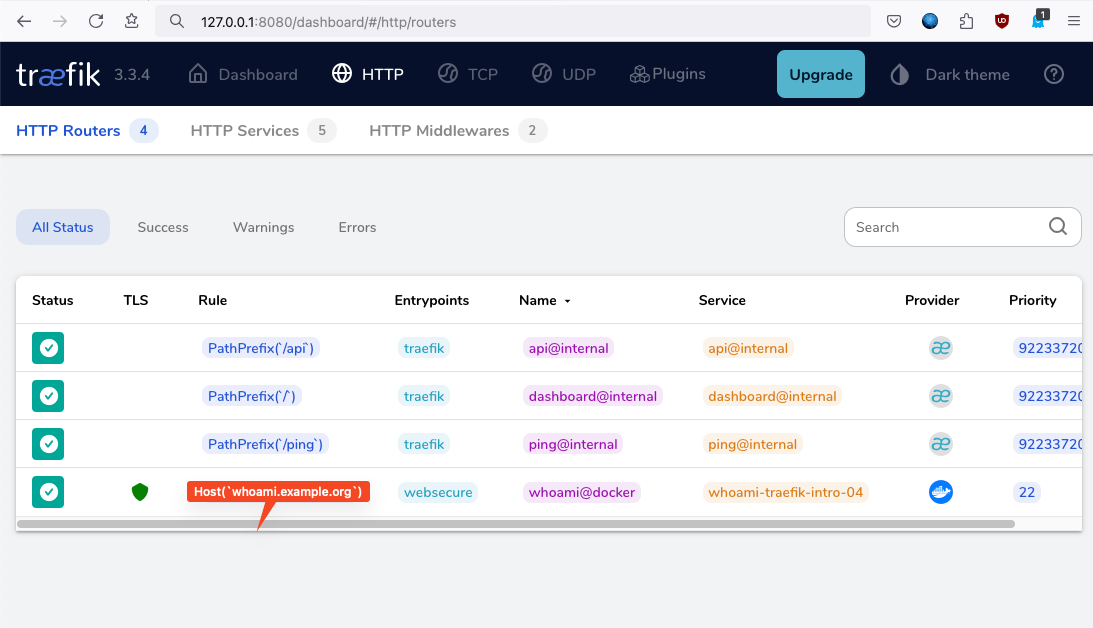 127.0.0.1:8080/dashboard/#/http/routers
1
træfik 3.3.4 Dashboard HTTP TCP UDP Plugins Upgrade Dark theme ?
HTTP Routers 4 HTTP Services 5 HTTP Middlewares 2
All Status Success Warnings Errors Search
Status TLS Rule Entrypoints Name Service Provider Priority
PathPrefix(`/api`) traefik api@internal api@internal æ 92233720
PathPrefix(`/`) traefik dashboard@internal dashboard@internal æ 92233720
PathPrefix(`/ping`) traefik ping@internal ping@internal æ 92233720
Host(`whoami.example.org`) websecure whoami@docker whoami-traefik-intro-04 22